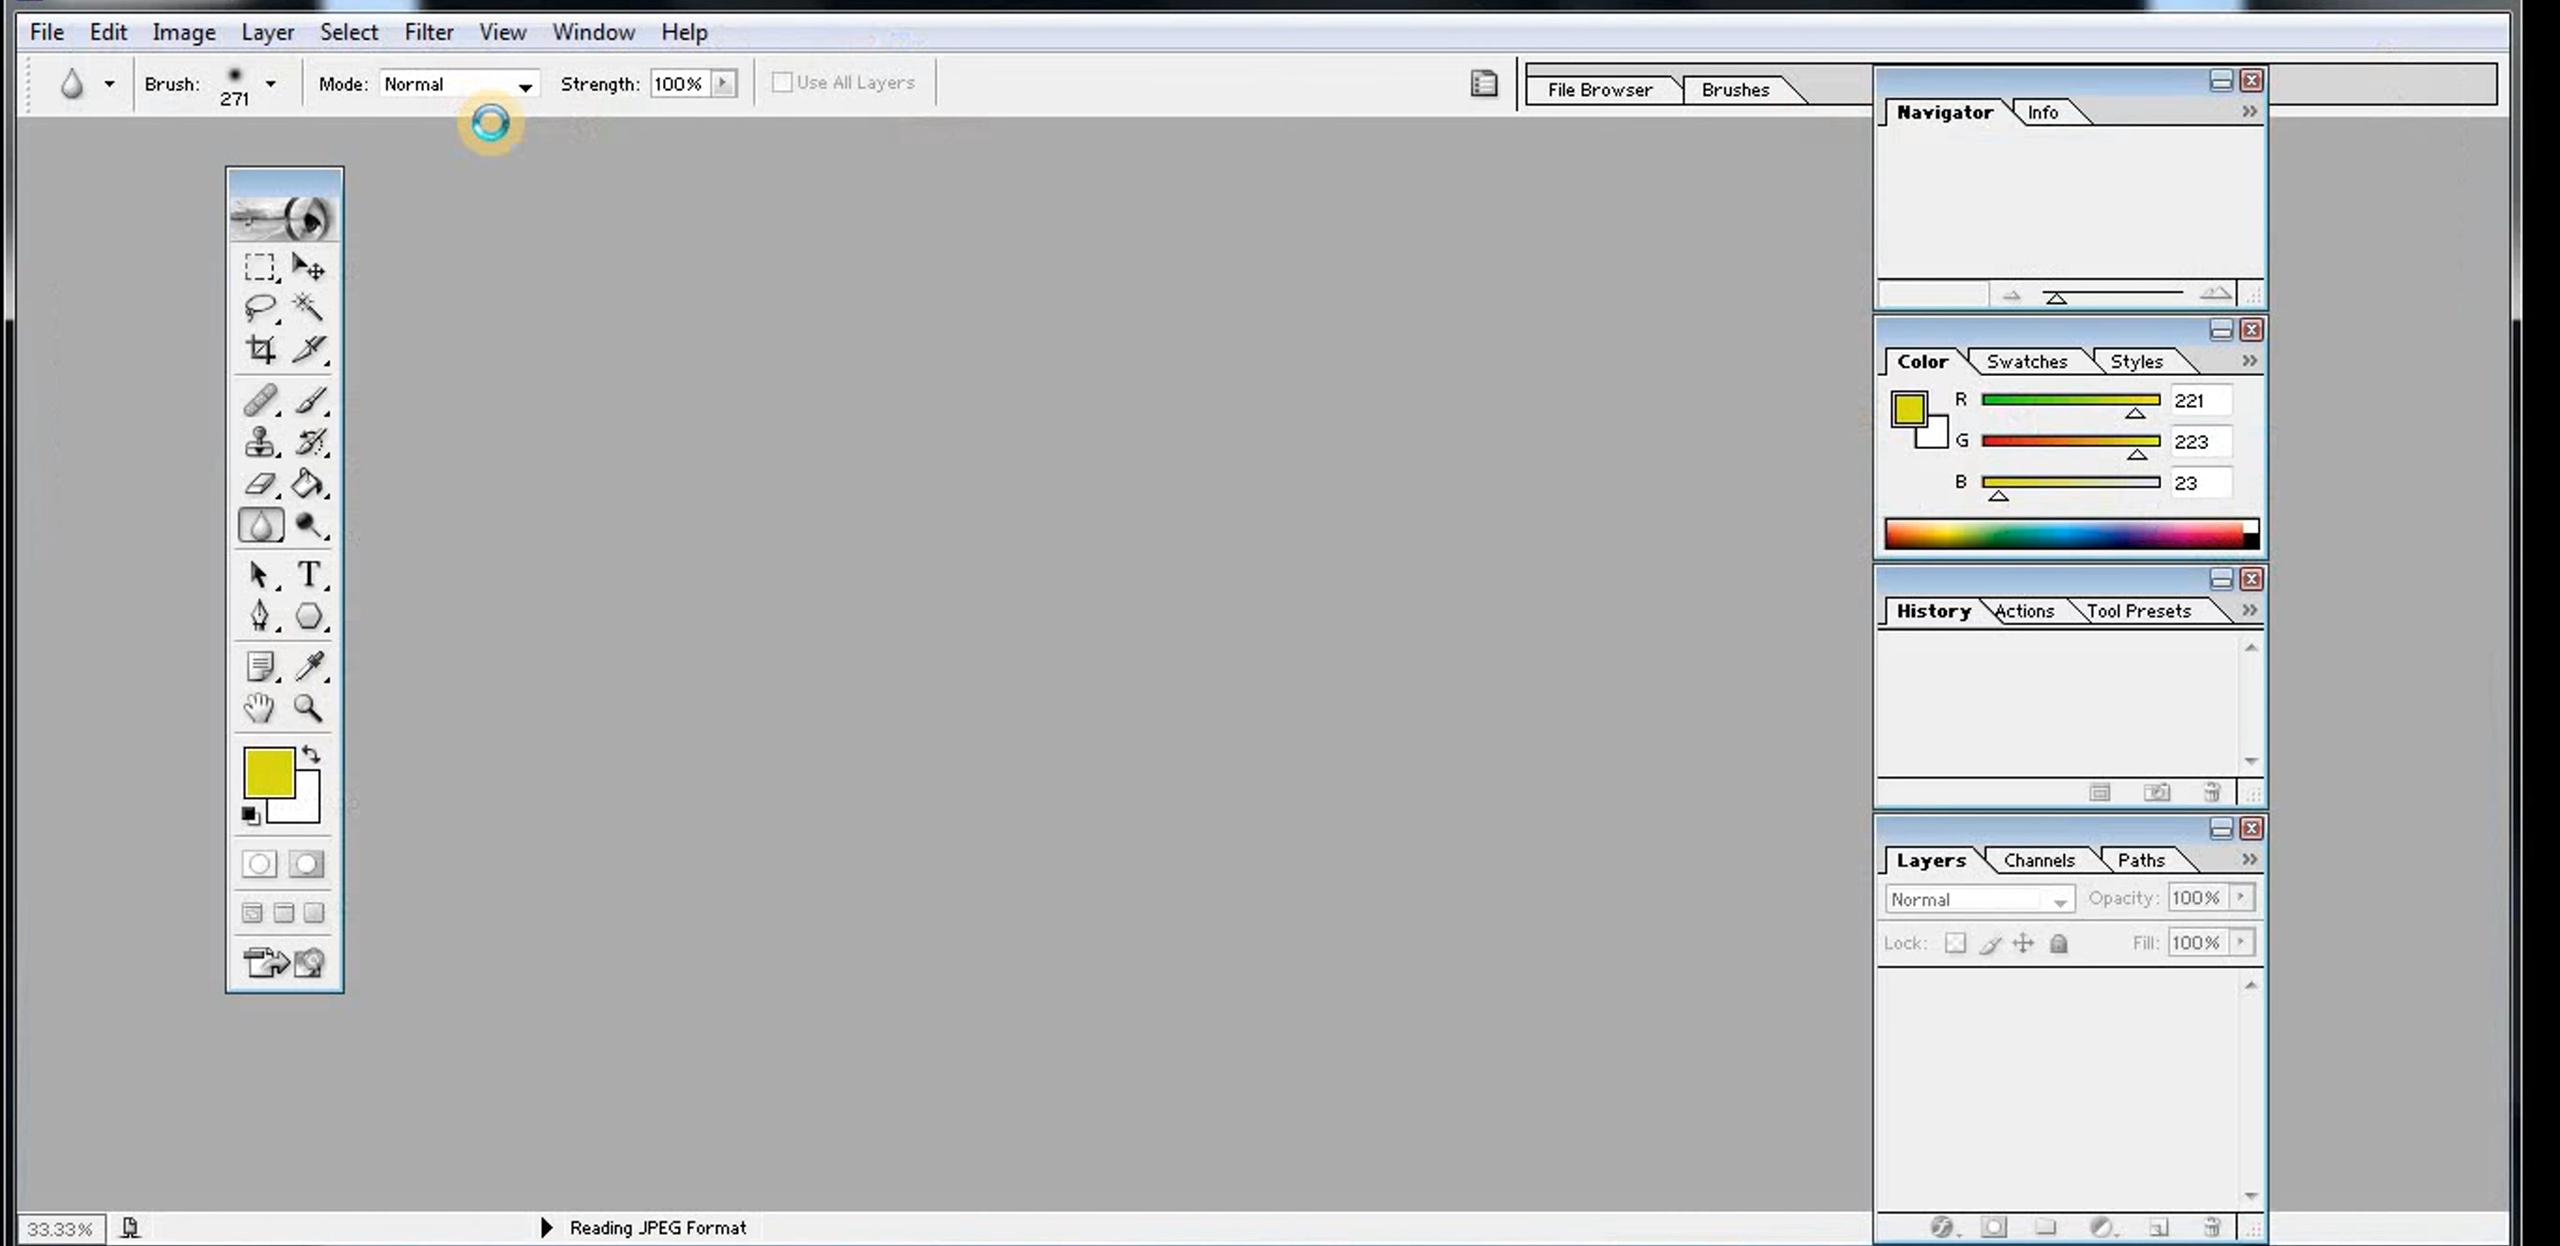 File Edit Image Layer Select Filter View Window Help
Brush: 271 Mode: Normal Strength: 100% Use All Layers File Browser Brushes
Navigator Info
Color Swatches Styles
R 221
G 223
B 23
History Actions Tool Presets
Layers Channels Paths
Normal Opacity: 100%
Lock: Fill: 100%
33.33% Reading JPEG Format